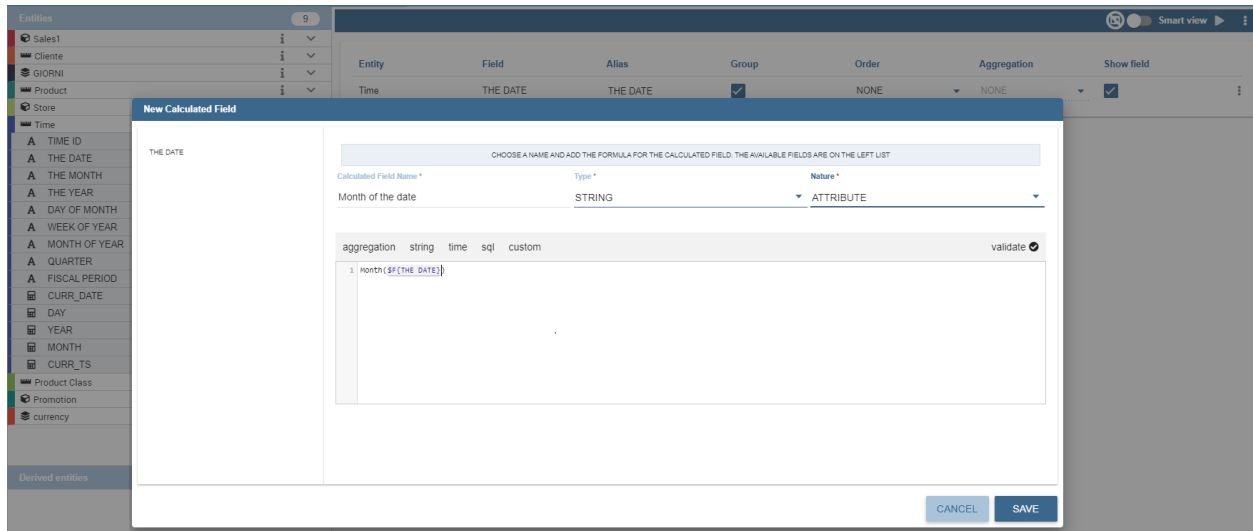 Entities 9
Smart view
Sales1
Cliente
GIORNI
Product
Store
Time
TIME ID
THE DATE
THE MONTH
THE YEAR
DAY OF MONTH
WEEK OF YEAR
MONTH OF YEAR
QUARTER
FISCAL PERIOD
CURR_DATE
DAY
YEAR
MONTH
CURR_TS
Product Class
Promotion
currency
Derived entities
Entity Field Alias Group Order Aggregation Show field
Time THE DATE THE DATE NONE NONE
New Calculated Field
THE DATE
CHOOSE A NAME AND ADD THE FORMULA FOR THE CALCULATED FIELD. THE AVAILABLE FIELDS ARE ON THE LEFT LIST
Calculated Field Name * Type * Nature *
Month of the date STRING ATTRIBUTE
aggregation string time sql custom validate
1 Month($F{THE DATE})
CANCEL SAVE